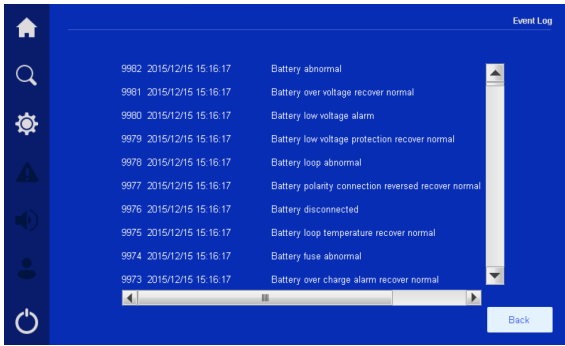 Event Log
9982 2015/12/15 15:16:17 Battery abnormal
9981 2015/12/15 15:16:17 Battery over voltage recover normal
9980 2015/12/15 15:16:17 Battery low voltage alarm
9979 2015/12/15 15:16:17 Battery low voltage protection recover normal
9978 2015/12/15 15:16:17 Battery loop abnormal
9977 2015/12/15 15:16:17 Battery polarity connection reversed recover normal
9976 2015/12/15 15:16:17 Battery disconnected
9975 2015/12/15 15:16:17 Battery loop temperature recover normal
9974 2015/12/15 15:16:17 Battery fuse abnormal
9973 2015/12/15 15:16:17 Battery over charge alarm recover normal
Back